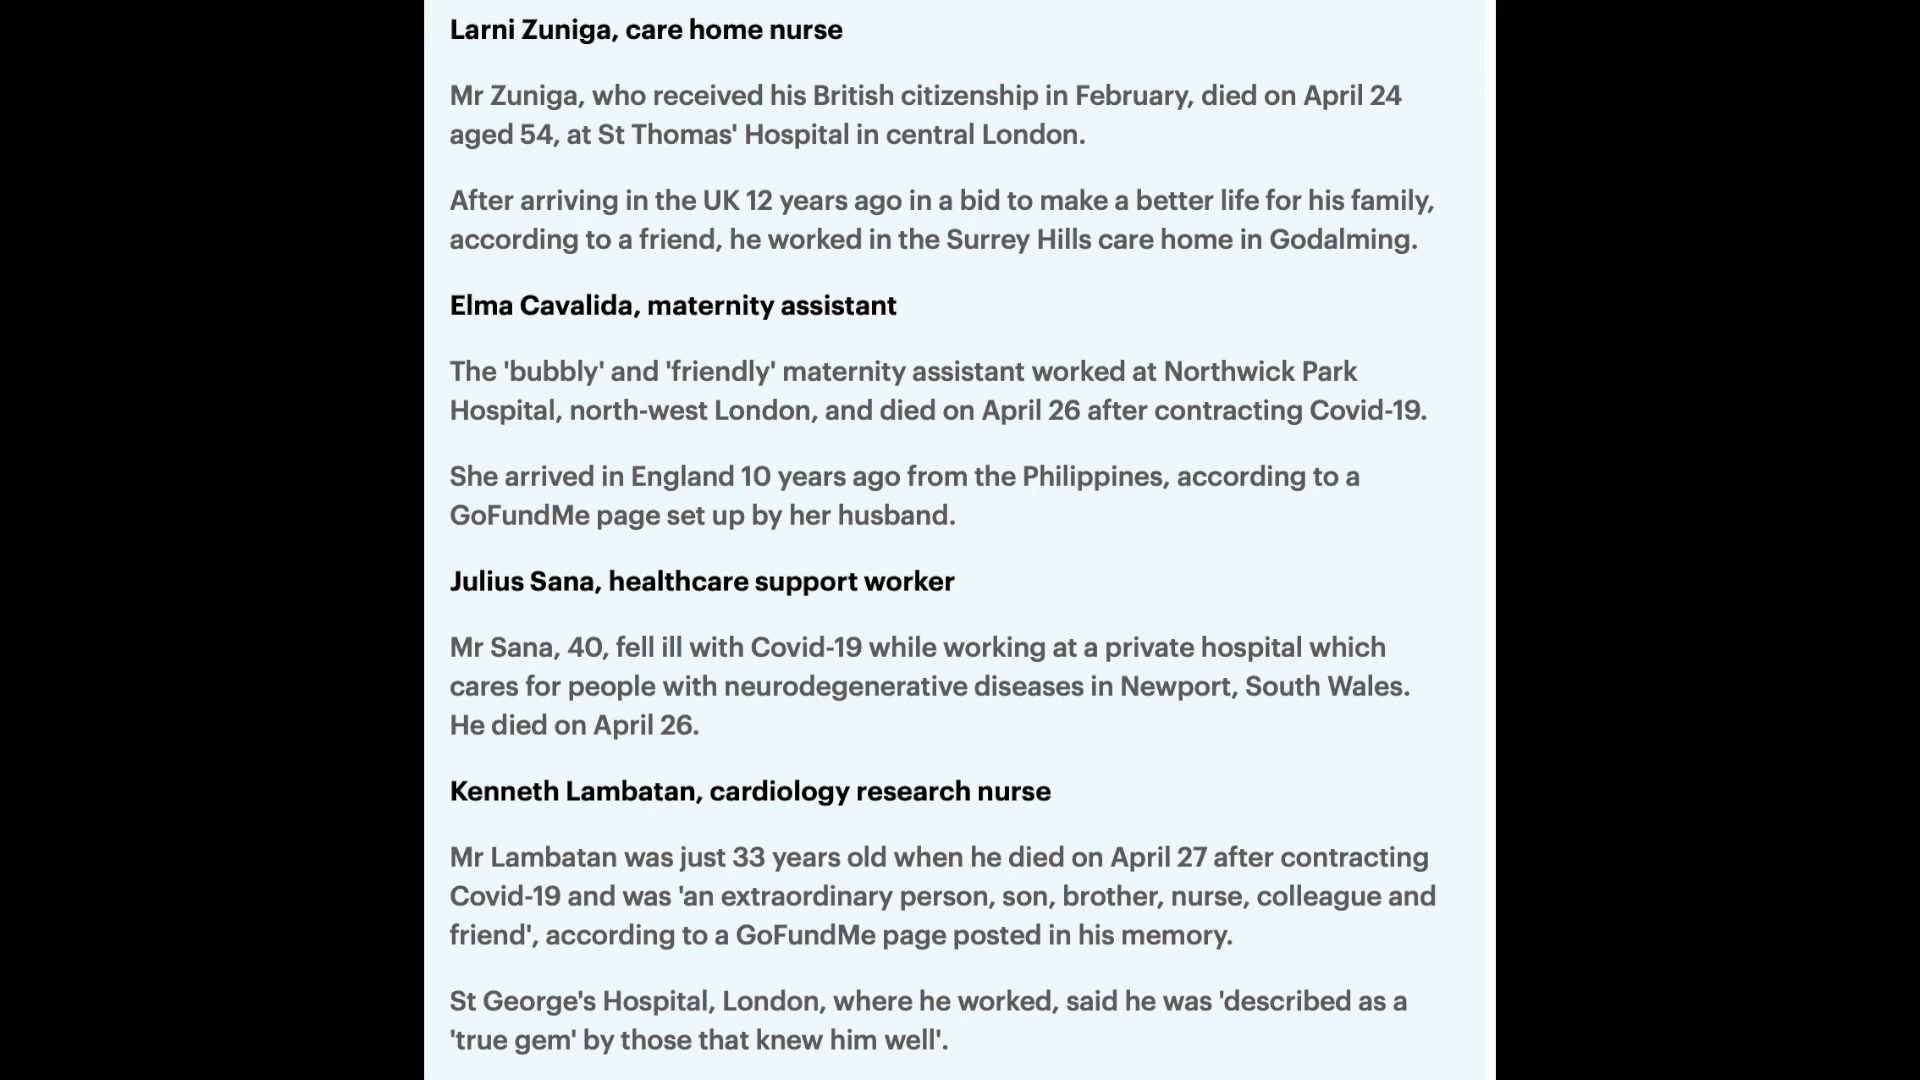 Larni Zuniga, care home nurse
Mr Zuniga, who received his British citizenship in February, died on April 24
aged 54, at St Thomas' Hospital in central London.
After arriving in the UK 12 years ago in a bid to make a better life for his family,
according to a friend, he worked in the Surrey Hills care home in Godalming.
Elma Cavalida, maternity assistant
The 'bubbly' and 'friendly' maternity assistant worked at Northwick Park
Hospital, north-west London, and died on April 26 after contracting Covid-19.
She arrived in England 10 years ago from the Philippines, according to a
GoFundMe page set up by her husband.
Julius Sana, healthcare support worker
Mr Sana, 40, fell ill with Covid-19 while working at a private hospital which
cares for people with neurodegenerative diseases in Newport, South Wales.
He died on April 26.
Kenneth Lambatan, cardiology research nurse
Mr Lambatan was just 33 years old when he died on April 27 after contracting
Covid-19 and was 'an extraordinary person, son, brother, nurse, colleague and
friend', according to a GoFundMe page posted in his memory.
St George's Hospital, London, where he worked, said he was 'described as a
'true gem' by those that knew him well'.